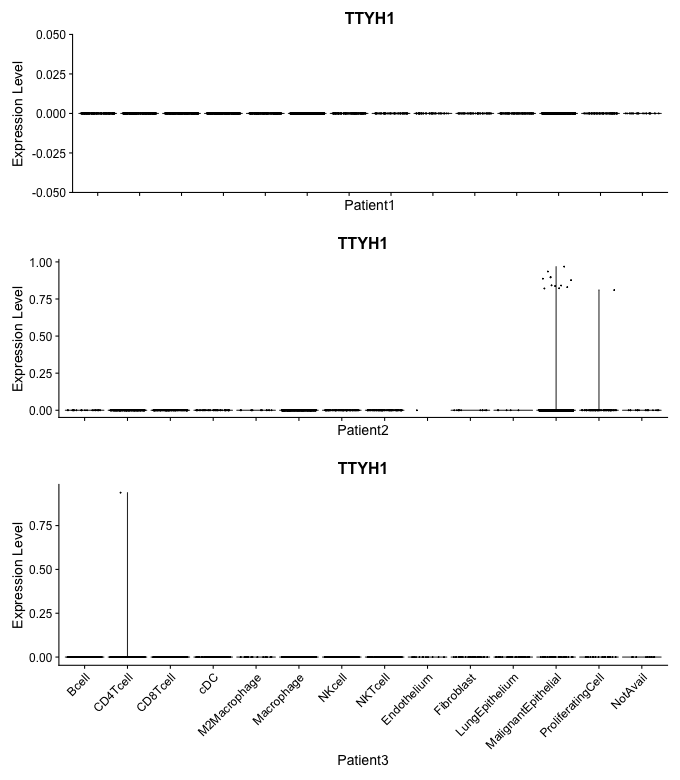 TTYH1
0.050
0.025
0.000
-0.025
-0.050
Expression Level
Patient1
TTYH1
1.00
0.75
0.50
0.25
0.00
Expression Level
Patient2
TTYH1
0.75
0.50
0.25
0.00
Expression Level
Bcell
CD4Tcell
CD8Tcell
cDC
M2Macrophage
Macrophage
NKcell
NKTcell
Endothelium
Fibroblast
LungEpithelium
MalignantEpithelial
ProliferatingCell
NotAvail
Patient3